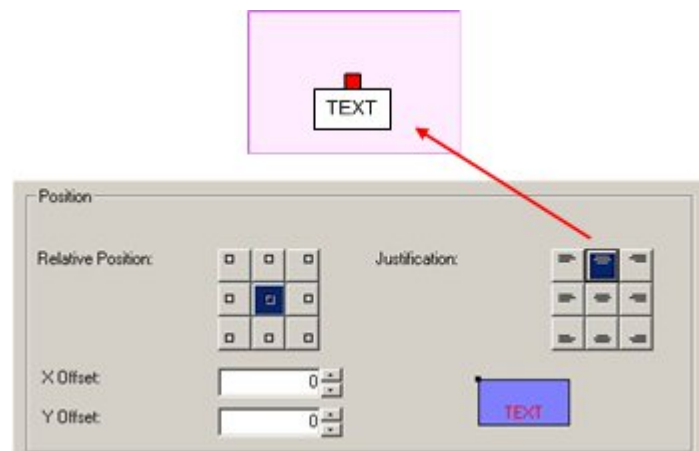 TEXT
Position
Relative Position:
Justification:
X Offset:
0
Y Offset:
0
TEXT